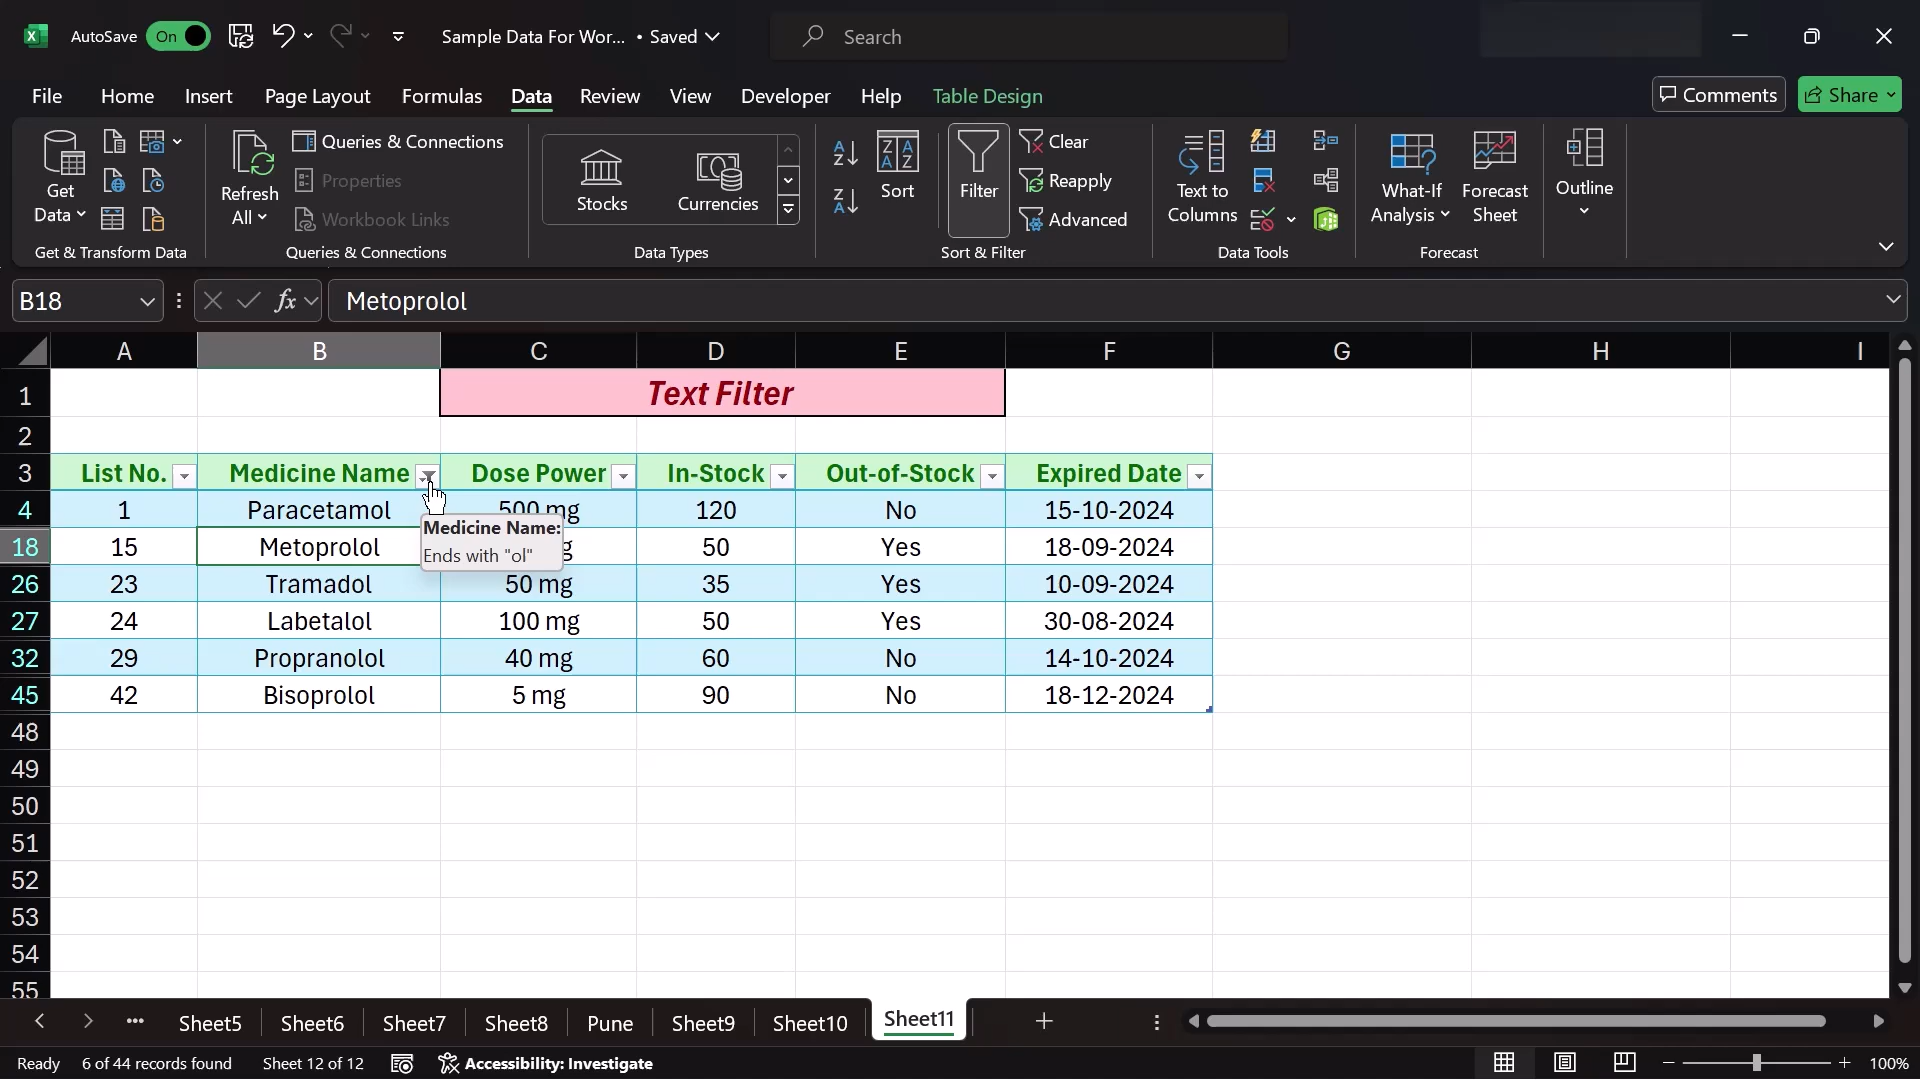 AutoSave On Sample Data For Wor... • Saved Search
File Home Insert Page Layout Formulas Data Review View Developer Help Table Design Comments Share
Get Data
Refresh All
Queries & Connections
Properties
Workbook Links
Stocks Currencies
Sort
Filter
Clear
Reapply
Advanced
Text to Columns
What-If Analysis
Forecast Sheet
Outline
Get & Transform Data Queries & Connections Data Types Sort & Filter Data Tools Forecast
B18 fx Metoprolol
A B C D E F G H I
1 Text Filter
2
3 List No. Medicine Name Dose Power In-Stock Out-of-Stock Expired Date
4 1 Paracetamol 500 mg 120 No 15-10-2024
Medicine Name:
Ends with "ol"
18 15 Metoprolol g 50 Yes 18-09-2024
26 23 Tramadol 50 mg 35 Yes 10-09-2024
27 24 Labetalol 100 mg 50 Yes 30-08-2024
32 29 Propranolol 40 mg 60 No 14-10-2024
45 42 Bisoprolol 5 mg 90 No 18-12-2024
48
49
50
51
52
53
54
55
... Sheet5 Sheet6 Sheet7 Sheet8 Pune Sheet9 Sheet10 Sheet11 +
Ready 6 of 44 records found Sheet 12 of 12 Accessibility: Investigate 100%